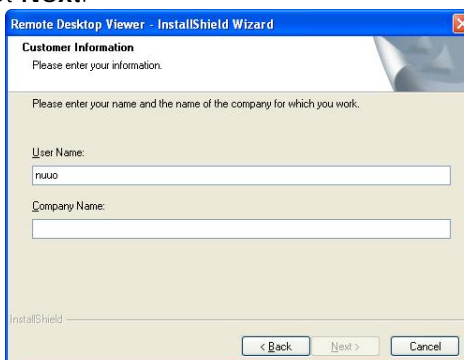 Next.
Remote Desktop Viewer - InstallShield Wizard
Customer Information
Please enter your information.
Please enter your name and the name of the company for which you work.
User Name:
nuuo
Company Name:
InstallShield
< Back Next > Cancel